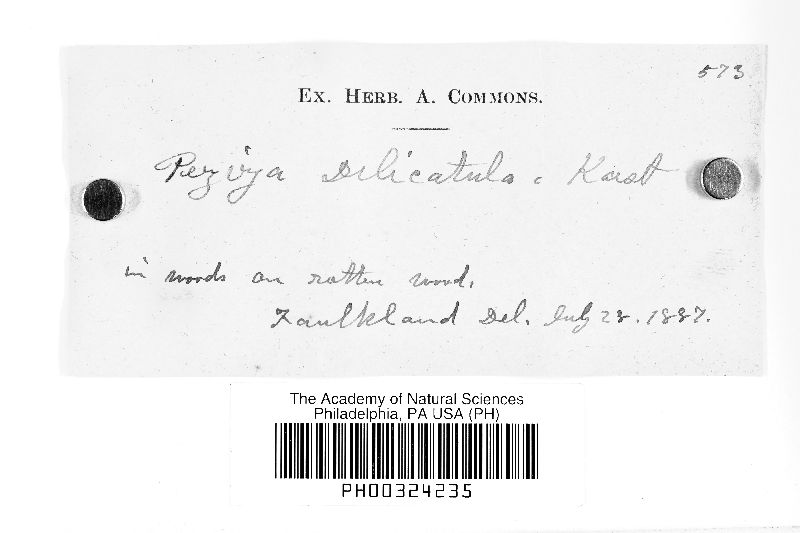 573
Ex. Herb. A. Commons.
Peziza Delicatula. Karst
in woods on rotten wood.
Faulkland Del. July 28. 1887.
The Academy of Natural Sciences
Philadelphia, PA USA (PH)
PH00324235